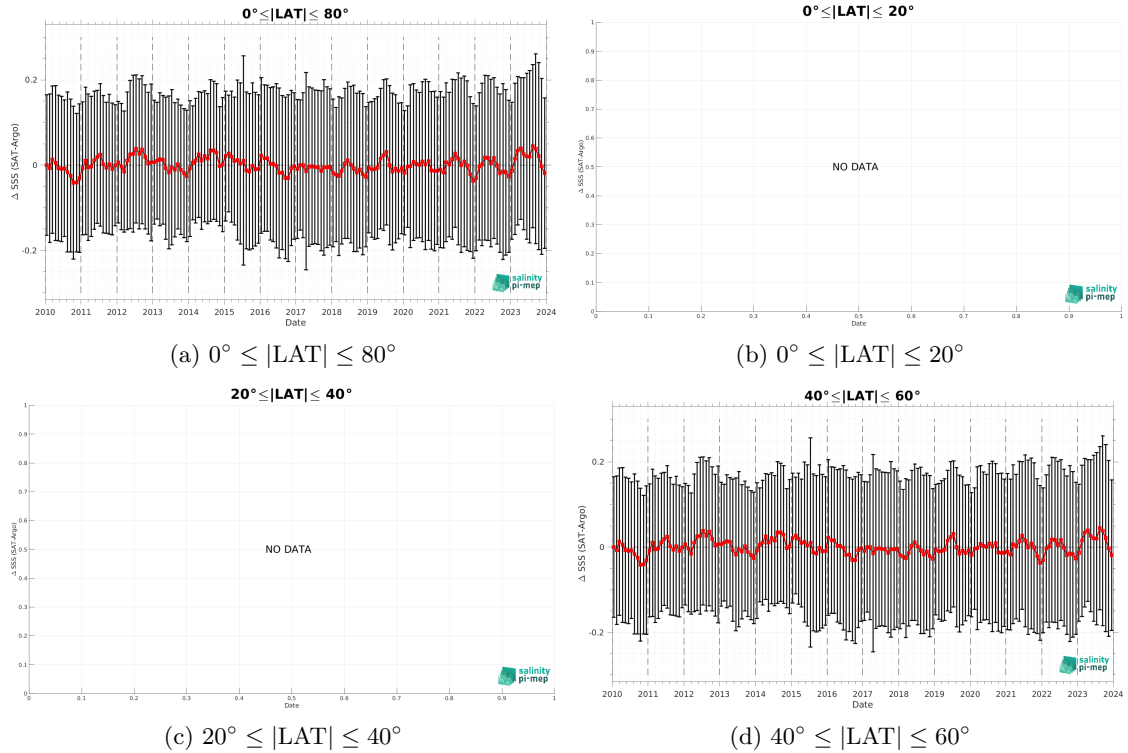 0°≤|LAT|≤ 80°
Δ SSS (SAT-Argo)
0.2
0
-0.2
2010 2011 2012 2013 2014 2015 2016 2017 2018 2019 2020 2021 2022 2023 2024
Date
salinity
pi-mep
(a) 0° ≤ |LAT| ≤ 80°
0°≤|LAT|≤ 20°
Δ SSS (SAT-Argo)
1
0.9
0.8
0.7
0.6
0.5
0.4
0.3
0.2
0.1
0
NO DATA
0 0.1 0.2 0.3 0.4 0.5 0.6 0.7 0.8 0.9 1
Date
salinity
pi-mep
(b) 0° ≤ |LAT| ≤ 20°
20°≤|LAT|≤ 40°
Δ SSS (SAT-Argo)
1
0.9
0.8
0.7
0.6
0.5
0.4
0.3
0.2
0.1
0
NO DATA
0 0.1 0.2 0.3 0.4 0.5 0.6 0.7 0.8 0.9 1
Date
salinity
pi-mep
(c) 20° ≤ |LAT| ≤ 40°
40°≤|LAT|≤ 60°
Δ SSS (SAT-Argo)
0.2
0
-0.2
2010 2011 2012 2013 2014 2015 2016 2017 2018 2019 2020 2021 2022 2023 2024
Date
salinity
pi-mep
(d) 40° ≤ |LAT| ≤ 60°